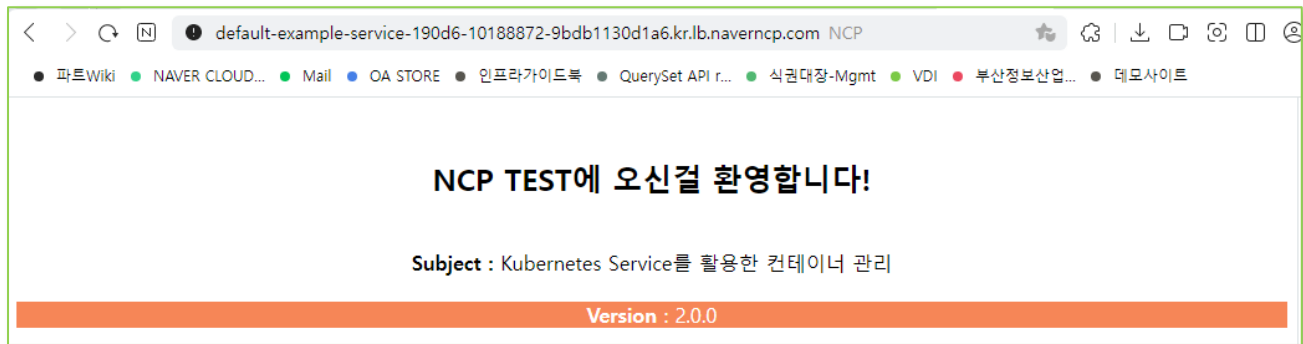 default-example-service-190d6-10188872-9bdb1130d1a6.kr.lb.naverncp.com NCP
파트Wiki NAVER CLOUD... Mail OA STORE 인프라가이드북 QuerySet API r... 식권대장-Mgmt VDI 부산정보산업... 데모사이트
NCP TEST에 오신걸 환영합니다!
Subject : Kubernetes Service를 활용한 컨테이너 관리
Version : 2.0.0